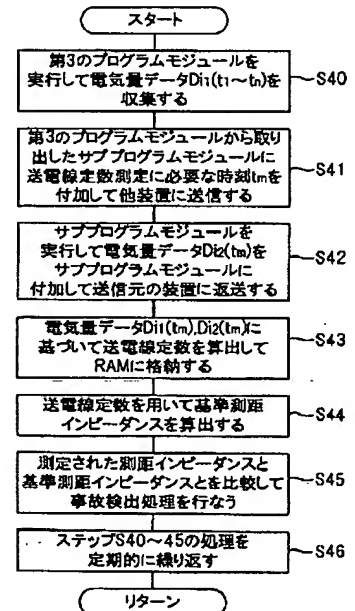 スタート
第3のプログラムモジュールを
実行して電気量データDi1(t1～tn)を
収集する
S40
第3のプログラムモジュールから取り
出したサブプログラムモジュールに
送電線定数測定に必要な時刻tmを
付加して他装置に送信する
S41
サブプログラムモジュールを
実行して電気量データDi2(tm)を
サブプログラムモジュールに
付加して送信元の装置に返送する
S42
電気量データDi1(tm),Di2(tm)に
基づいて送電線定数を算出して
RAMに格納する
S43
送電線定数を用いて基準測距
インピーダンスを算出する
S44
測定された測距インピーダンスと
基準測距インピーダンスとを比較して
事故検出処理を行なう
S45
ステップS40～45の処理を
定期的に繰り返す
S46
リターン